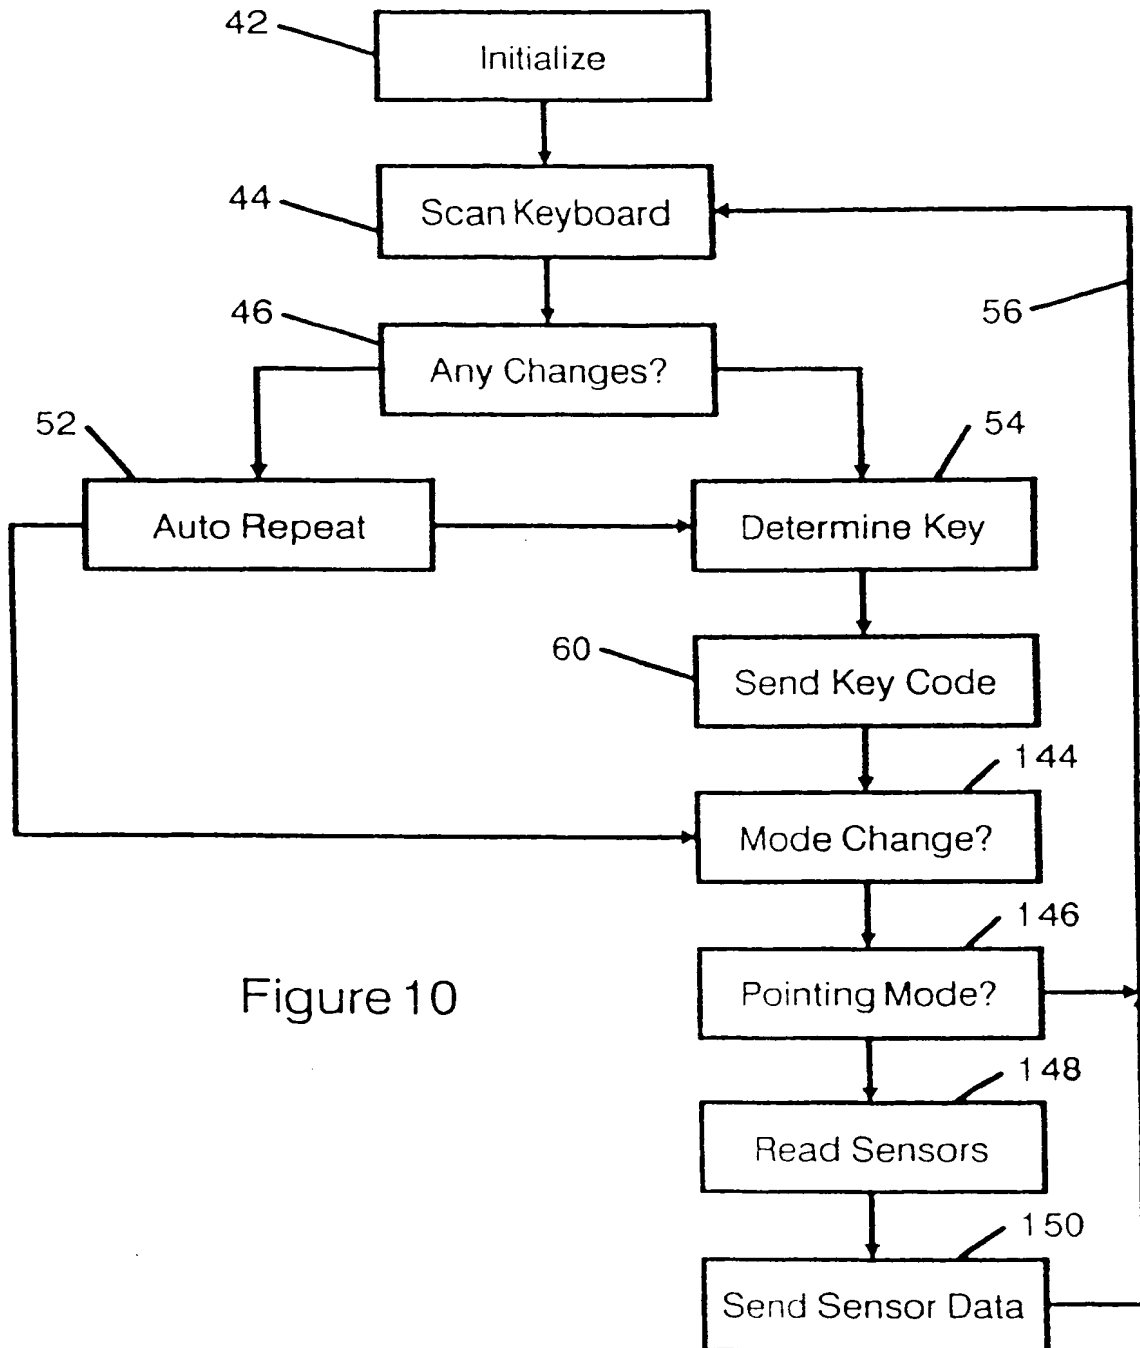 42
Initialize
44
Scan Keyboard
46
Any Changes?
56
52
54
Auto Repeat
Determine Key
60
Send Key Code
144
Mode Change?
146
Pointing Mode?
Figure 10
148
Read Sensors
150
Send Sensor Data